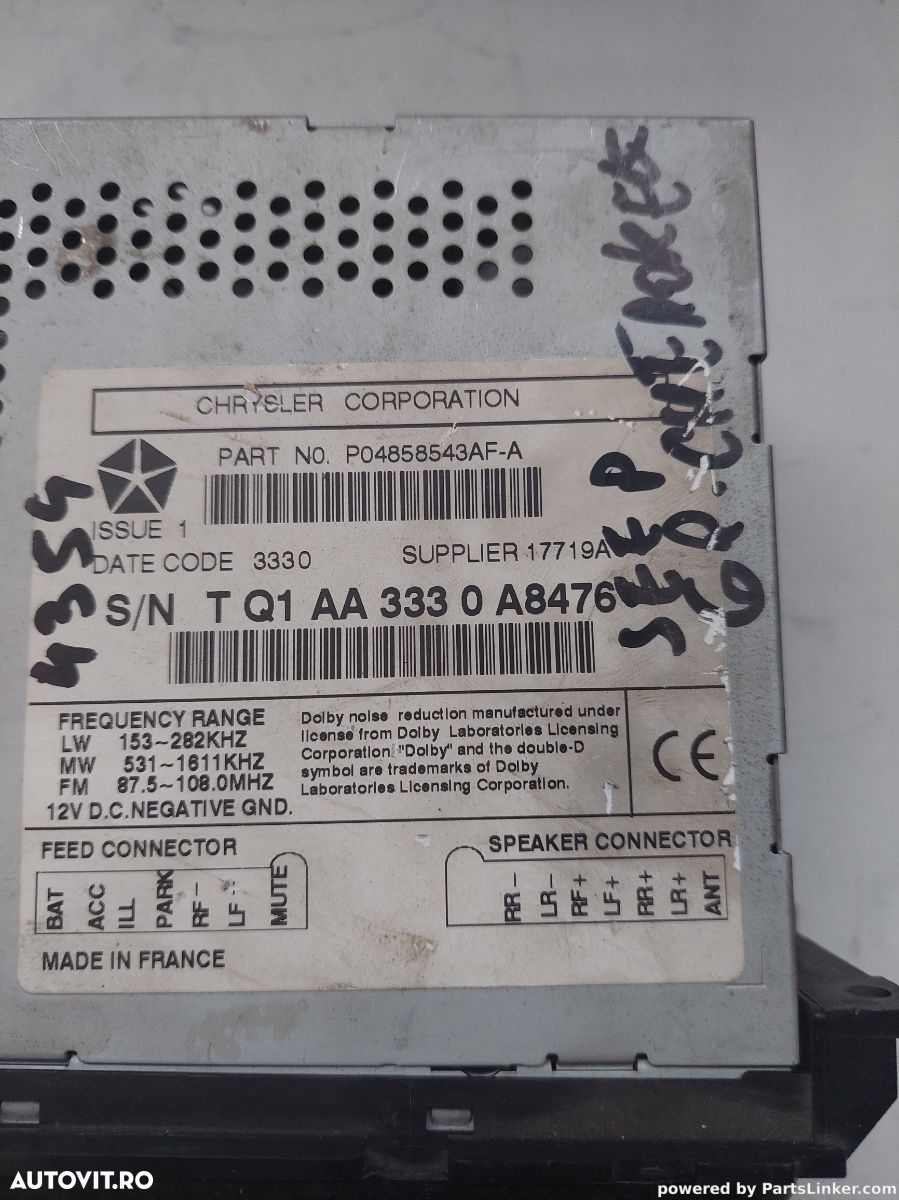 CHRYSLER CORPORATION
PART NO. P04858543AF-A
ISSUE 1
DATE CODE 3330
SUPPLIER 17719A
S/N T Q1 AA 333 0 A8476
4354
JEEP
FREQUENCY RANGE
LW 153~282KHZ
MW 531~1611KHZ
FM 87.5~108.0MHZ
12V D.C.NEGATIVE GND.
Dolby noise reduction manufactured under
license from Dolby Laboratories Licensing
Corporation. "Dolby" and the double-D
symbol are trademarks of Dolby
Laboratories Licensing Corporation.
CE
FEED CONNECTOR
BAT ACC ILL PARK RF- LF- MUTE
SPEAKER CONNECTOR
RR- LR- RF+ LF+ RR+ LR+ ANT
MADE IN FRANCE
AUTOVIT.RO
powered by PartsLinker.com